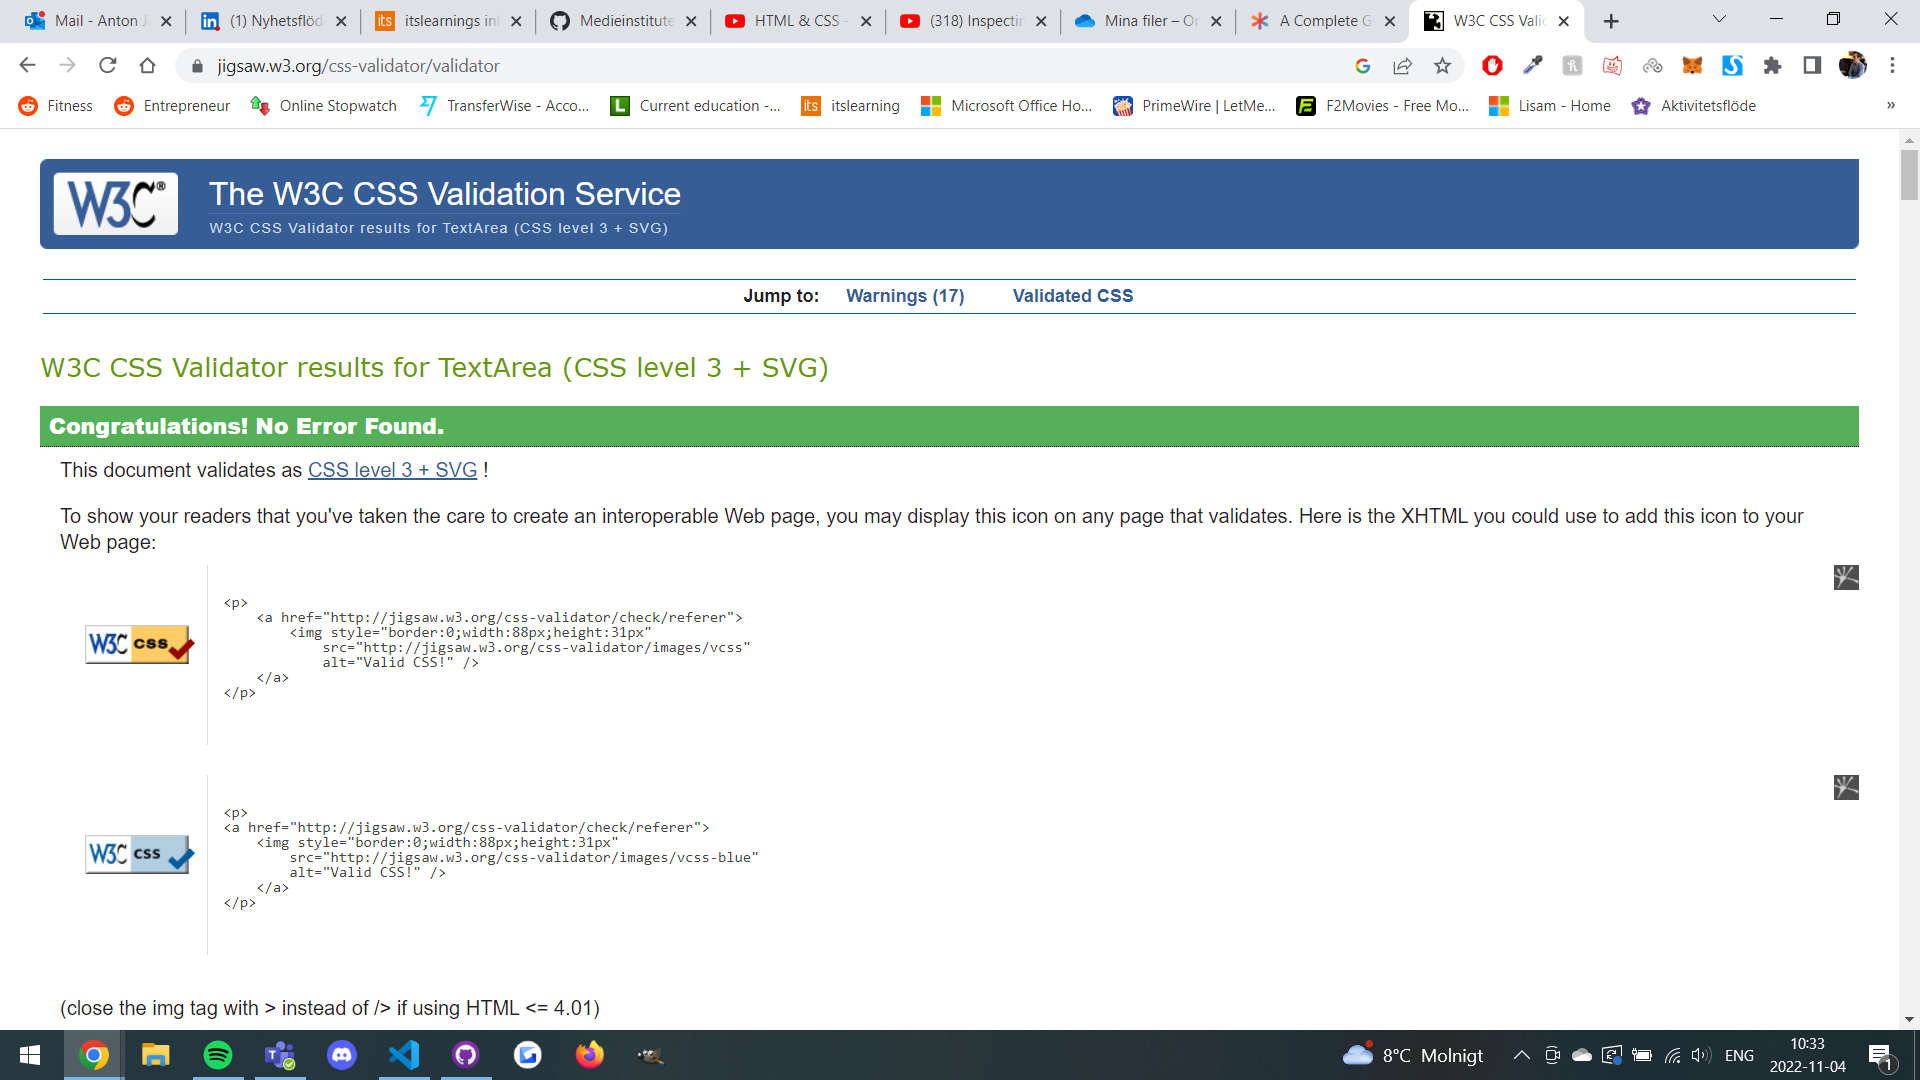 Mail - Anton J
(1) Nyhetsflöd
itslearnings in
Medieinstitute
HTML & CSS -
(318) Inspectin
Mina filer – On
A Complete G
W3C CSS Valid
jigsaw.w3.org/css-validator/validator
Fitness
Entrepreneur
Online Stopwatch
TransferWise - Acco...
Current education -...
itslearning
Microsoft Office Ho...
PrimeWire | LetMe...
F2Movies - Free Mo...
Lisam - Home
Aktivitetsflöde
»
W3C®
The W3C CSS Validation Service
W3C CSS Validator results for TextArea (CSS level 3 + SVG)
Jump to: Warnings (17) Validated CSS
W3C CSS Validator results for TextArea (CSS level 3 + SVG)
Congratulations! No Error Found.
This document validates as CSS level 3 + SVG !
To show your readers that you've taken the care to create an interoperable Web page, you may display this icon on any page that validates. Here is the XHTML you could use to add this icon to your
Web page:
W3C css
<p>
<a href="http://jigsaw.w3.org/css-validator/check/referer">
<img style="border:0;width:88px;height:31px"
src="http://jigsaw.w3.org/css-validator/images/vcss"
alt="Valid CSS!" />
</a>
</p>
W3C css
<p>
<a href="http://jigsaw.w3.org/css-validator/check/referer">
<img style="border:0;width:88px;height:31px"
src="http://jigsaw.w3.org/css-validator/images/vcss-blue"
alt="Valid CSS!" />
</a>
</p>
(close the img tag with > instead of /> if using HTML <= 4.01)
8°C Molnigt
ENG
10:33
2022-11-04
1